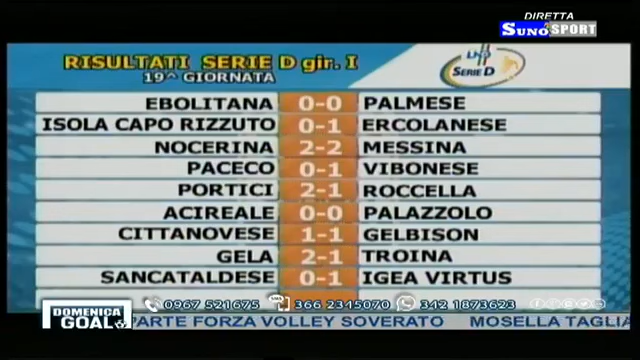 DIRETTA
SUNO SPORT
RISULTATI SERIE D gir. I
19^ GIORNATA
LND
SERIE D
EBOLITANA 0-0 PALMESE
ISOLA CAPO RIZZUTO 0-1 ERCOLANESE
NOCERINA 2-2 MESSINA
PACECO 0-1 VIBONESE
PORTICI 2-1 ROCCELLA
ACIREALE 0-0 PALAZZOLO
CITTANOVESE 1-1 GELBISON
GELA 2-1 TROINA
SANCATALDESE 0-1 IGEA VIRTUS
0967 521675 366 2345070 342 1873623
DOMENICA
GOAL
PARTE FORZA VOLLEY SOVERATO MOSELLA TAGLIA